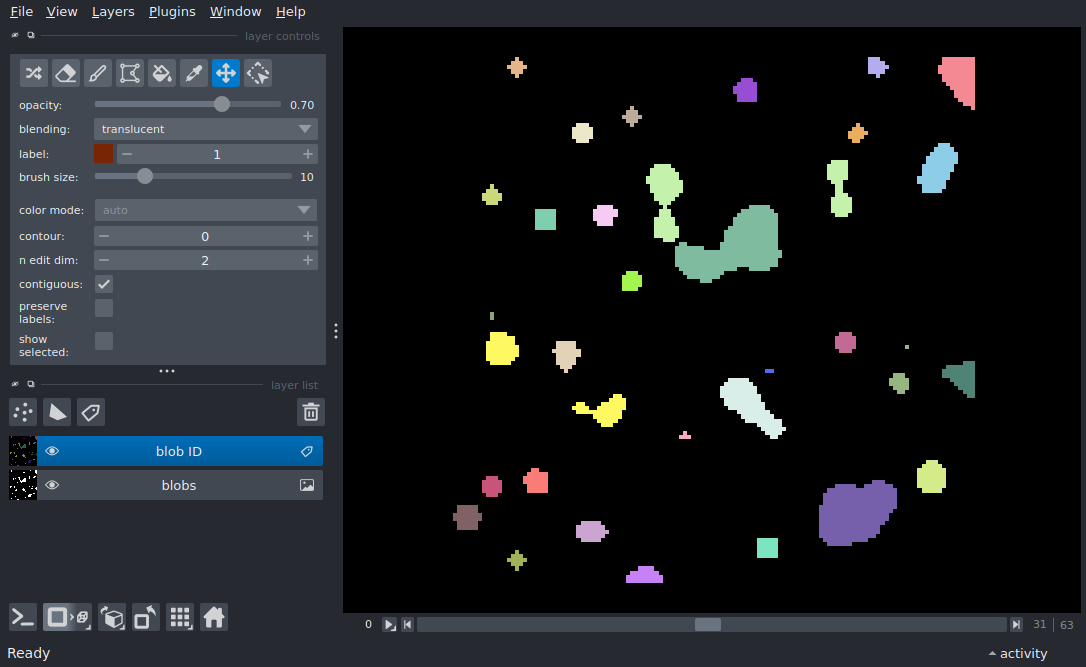 File View Layers Plugins Window Help
layer controls
opacity: 0.70
blending: translucent
label: 1
brush size: 10
color mode: auto
contour: 0
n edit dim: 2
contiguous:
preserve
labels:
show
selected:
layer list
blob ID
blobs
0 31 63
Ready activity